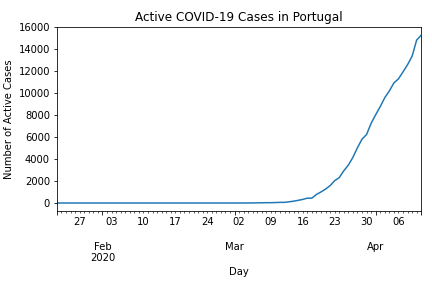 Active COVID-19 Cases in Portugal
16000
14000
12000
10000
8000
6000
4000
2000
0
Number of Active Cases
27 03 10 17 24 02 09 16 23 30 06
Feb Mar Apr
2020
Day